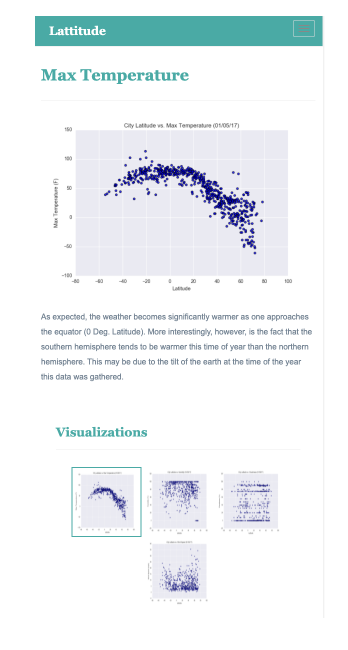 Lattitude
Max Temperature
City Latitude vs. Max Temperature (01/05/17)
150
100
50
0
−50
−100
Max Temperature (F)
−80 −60 −40 −20 0 20 40 60 80 100
Latitude
As expected, the weather becomes significantly warmer as one approaches
the equator (0 Deg. Latitude). More interestingly, however, is the fact that the
southern hemisphere tends to be warmer this time of year than the northern
hemisphere. This may be due to the tilt of the earth at the time of the year
this data was gathered.
Visualizations